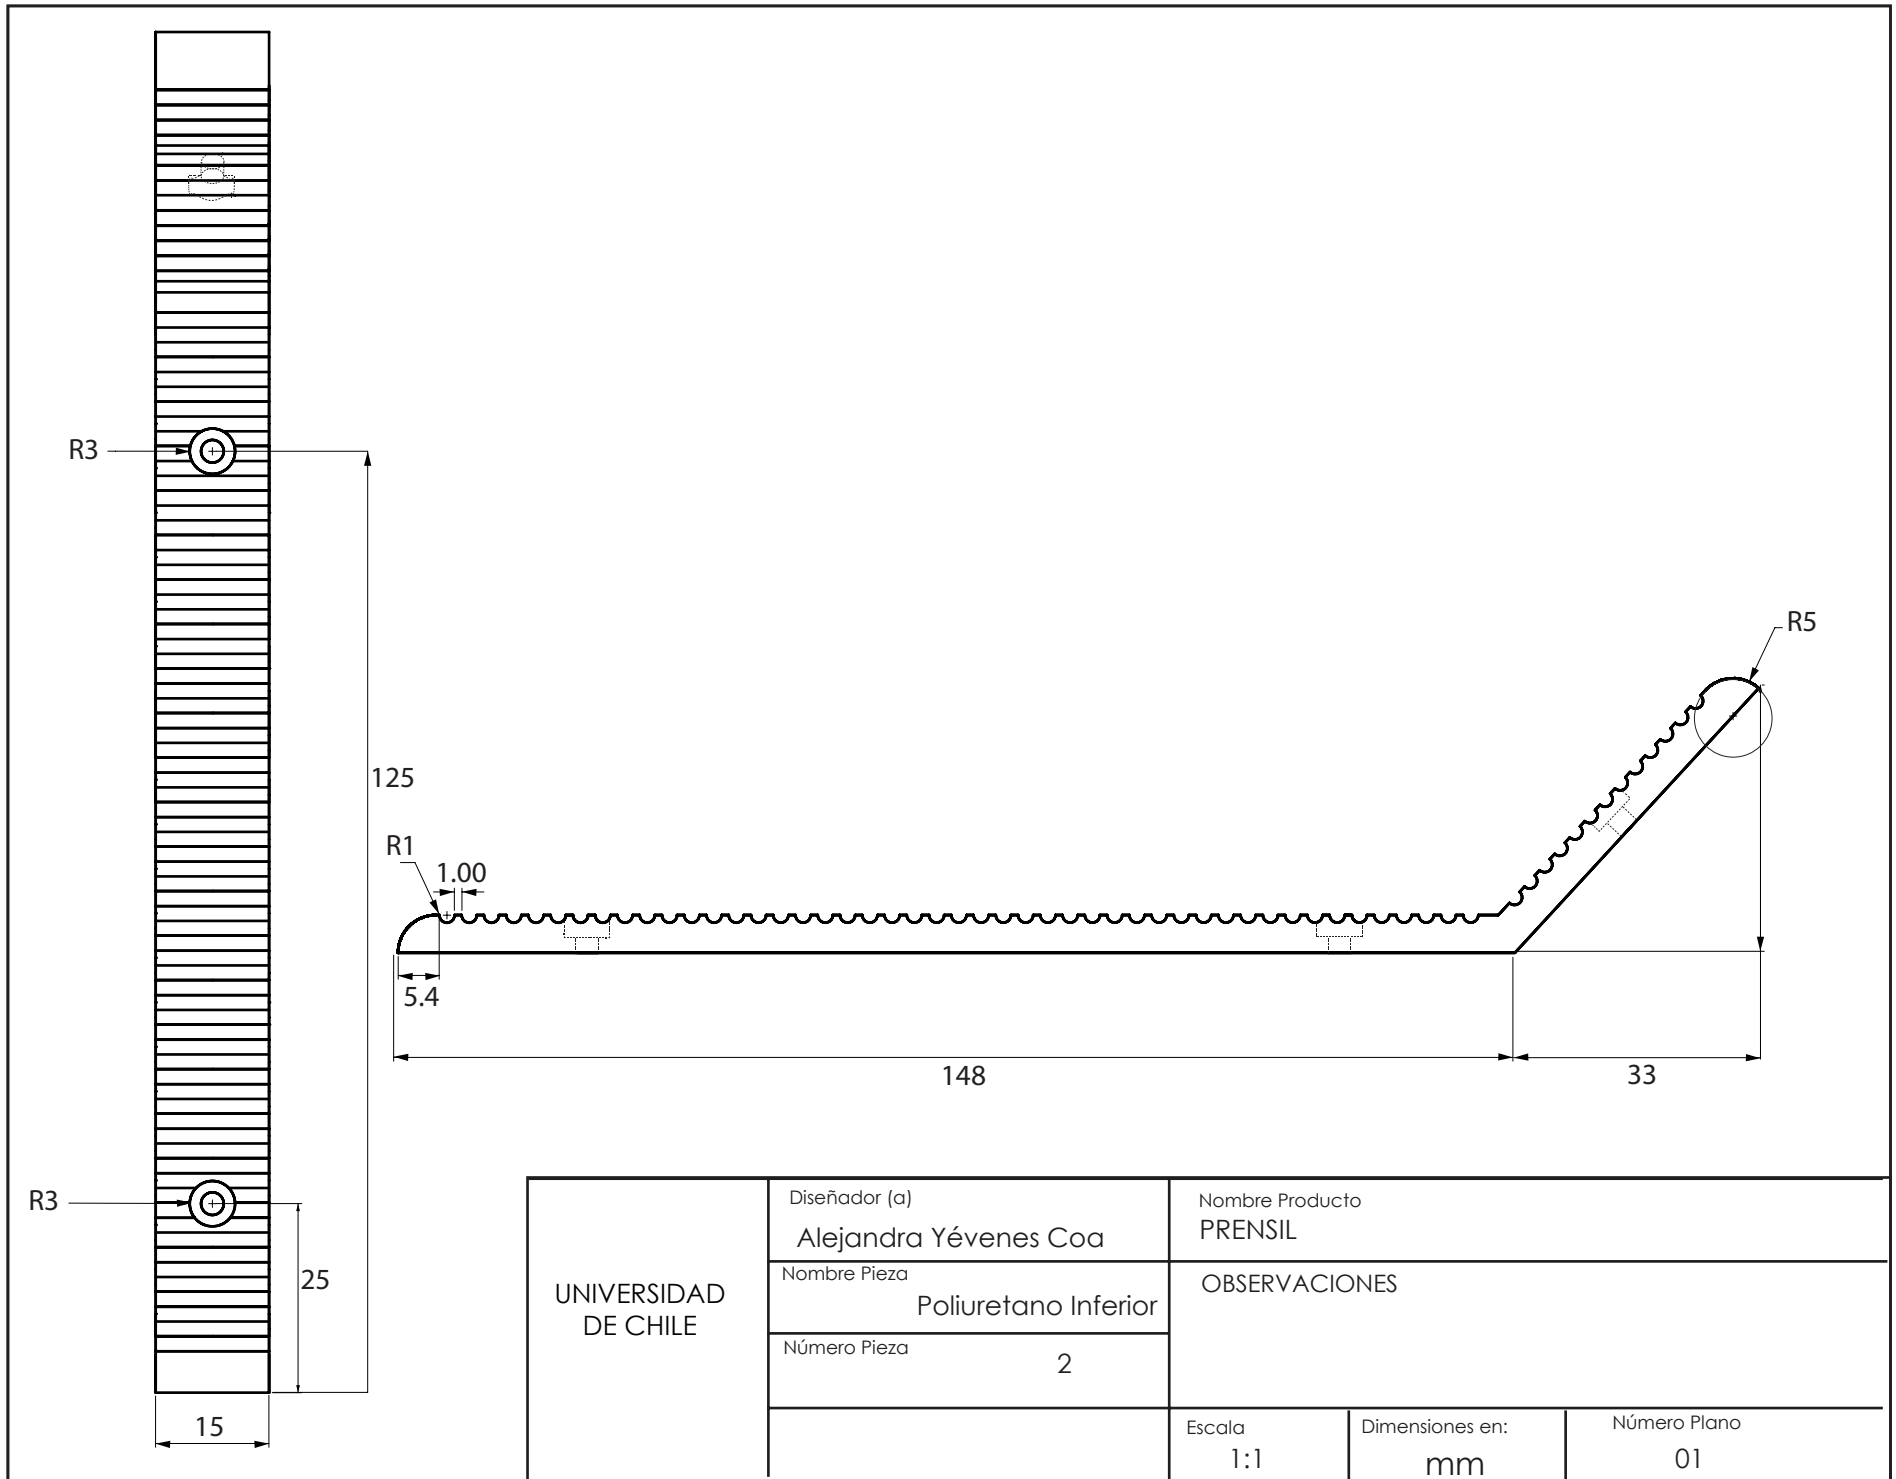 R5
R3
125
R1
1.00
5.4
148
33
R3
25
15
UNIVERSIDAD
DE CHILE
Diseñador (a)
Alejandra Yévenes Coa
Nombre Pieza
Poliuretano Inferior
Número Pieza
2
Nombre Producto
PRENSIL
OBSERVACIONES
Escala
1:1
Dimensiones en:
mm
Número Plano
01